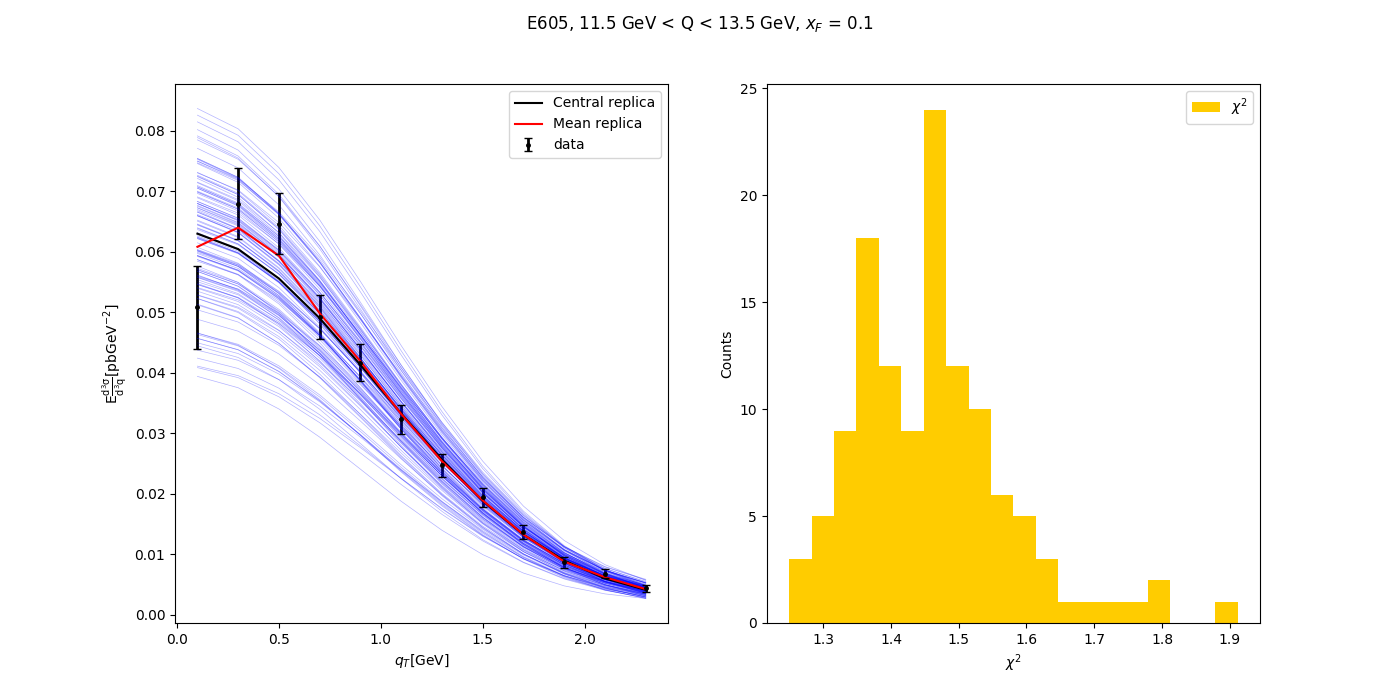 E605, 11.5 GeV < Q < 13.5 GeV, x_F = 0.1
Central replica
Mean replica
data
0.08
0.07
0.06
0.05
0.04
0.03
0.02
0.01
0.00
E d³σ/d³q [pbGeV⁻²]
0.0 0.5 1.0 1.5 2.0
q_T[GeV]
χ²
25
20
15
10
5
0
Counts
1.3 1.4 1.5 1.6 1.7 1.8 1.9
χ²